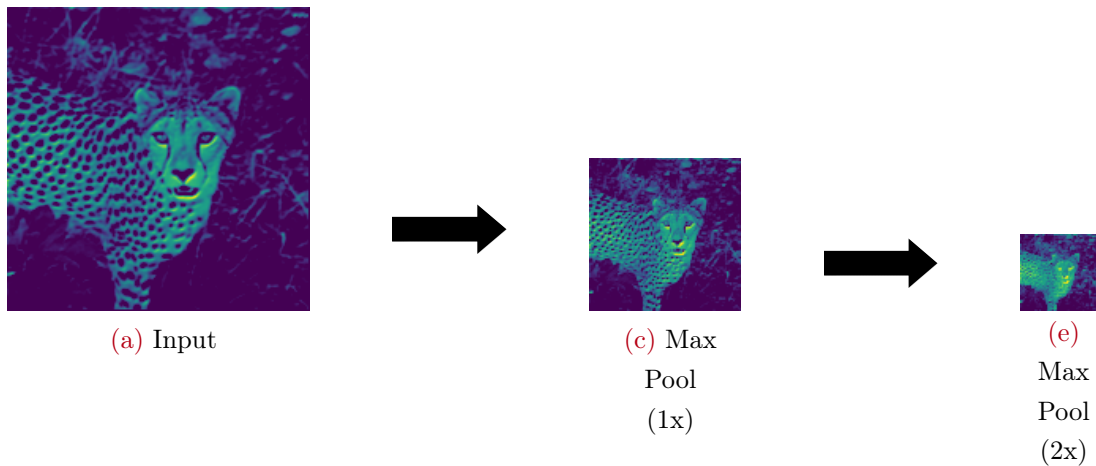 (a) Input
(c) Max
Pool
(1x)
(e)
Max
Pool
(2x)